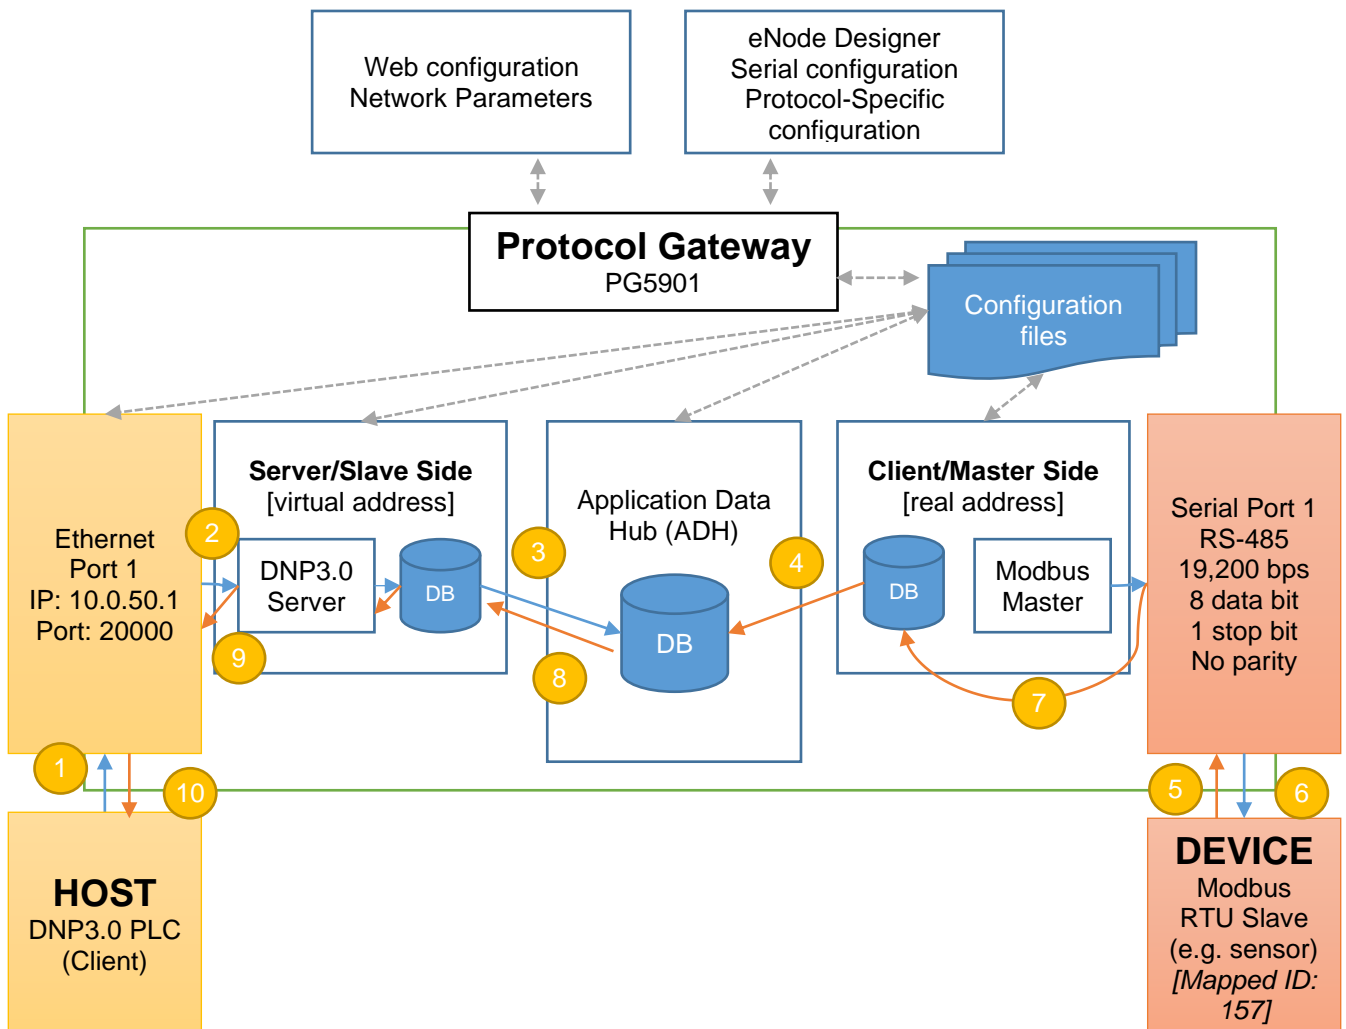 Web configuration
Network Parameters
eNode Designer
Serial configuration
Protocol-Specific
configuration
Protocol Gateway
PG5901
Configuration
files
Server/Slave Side
[virtual address]
Application Data
Hub (ADH)
Client/Master Side
[real address]
Ethernet
Port 1
IP: 10.0.50.1
Port: 20000
2
DNP3.0
Server
DB
3
DB
4
DB
Modbus
Master
Serial Port 1
RS-485
19,200 bps
8 data bit
1 stop bit
No parity
9
8
7
1
10
5
6
HOST
DNP3.0 PLC
(Client)
DEVICE
Modbus
RTU Slave
(e.g. sensor)
[Mapped ID:
157]